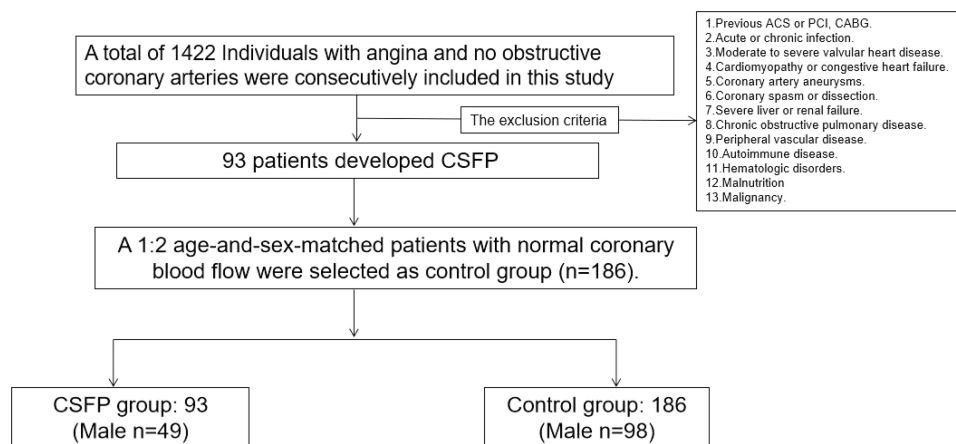 A total of 1422 Individuals with angina and no obstructive
coronary arteries were consecutively included in this study
The exclusion criteria
1.Previous ACS or PCI, CABG.
2.Acute or chronic infection.
3.Moderate to severe valvular heart disease.
4.Cardiomyopathy or congestive heart failure.
5.Coronary artery aneurysms.
6.Coronary spasm or dissection.
7.Severe liver or renal failure.
8.Chronic obstructive pulmonary disease.
9.Peripheral vascular disease.
10.Autoimmune disease.
11.Hematologic disorders.
12.Malnutrition
13.Malignancy.
93 patients developed CSFP
A 1:2 age-and-sex-matched patients with normal coronary
blood flow were selected as control group (n=186).
CSFP group: 93
(Male n=49)
Control group: 186
(Male n=98)